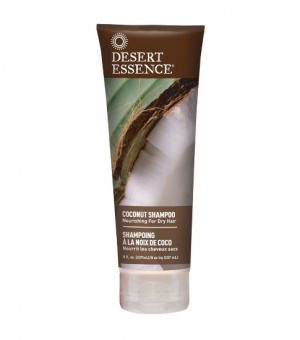 DESERT
ESSENCE®
COCONUT SHAMPOO
Nourishing For Dry Hair
SHAMPOING
À LA NOIX DE COCO
Nourrit les cheveux secs